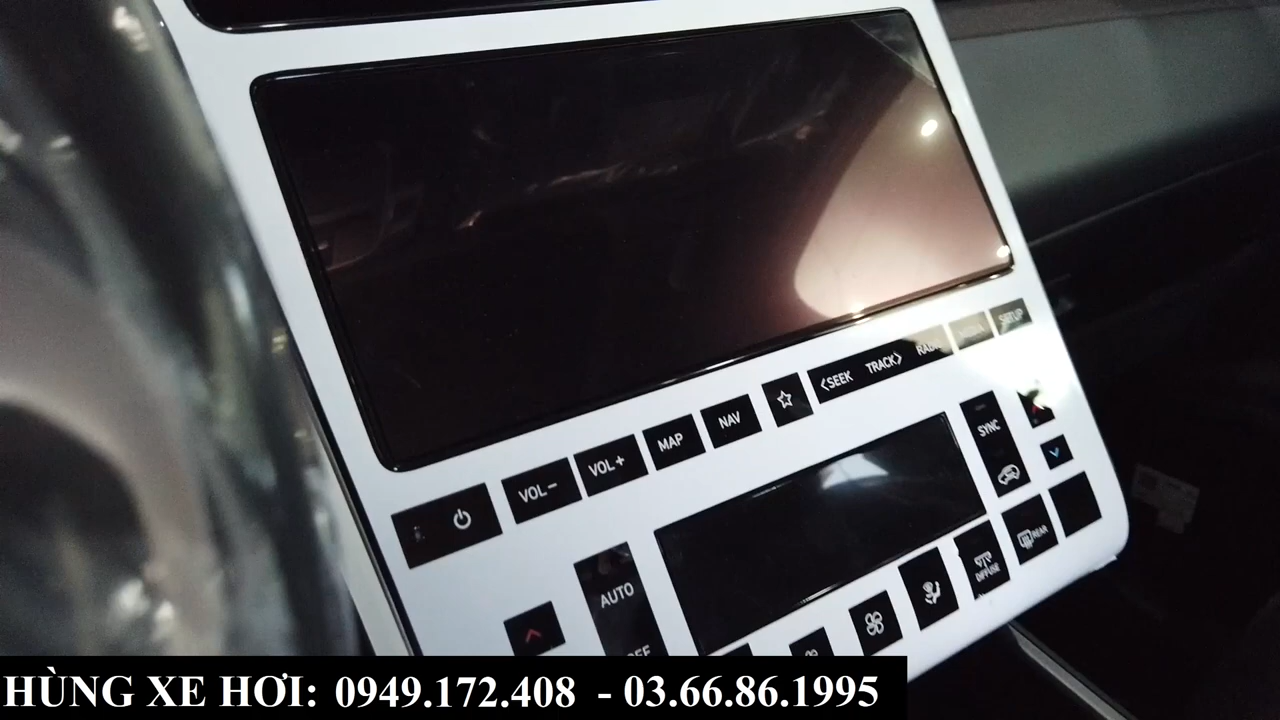 SETUP
<SEEK TRACK>
VOL- VOL+ MAP NAV
SYNC
AUTO
REAR
DIFFUSE
HÙNG XE HƠI: 0949.172.408 - 03.66.86.1995